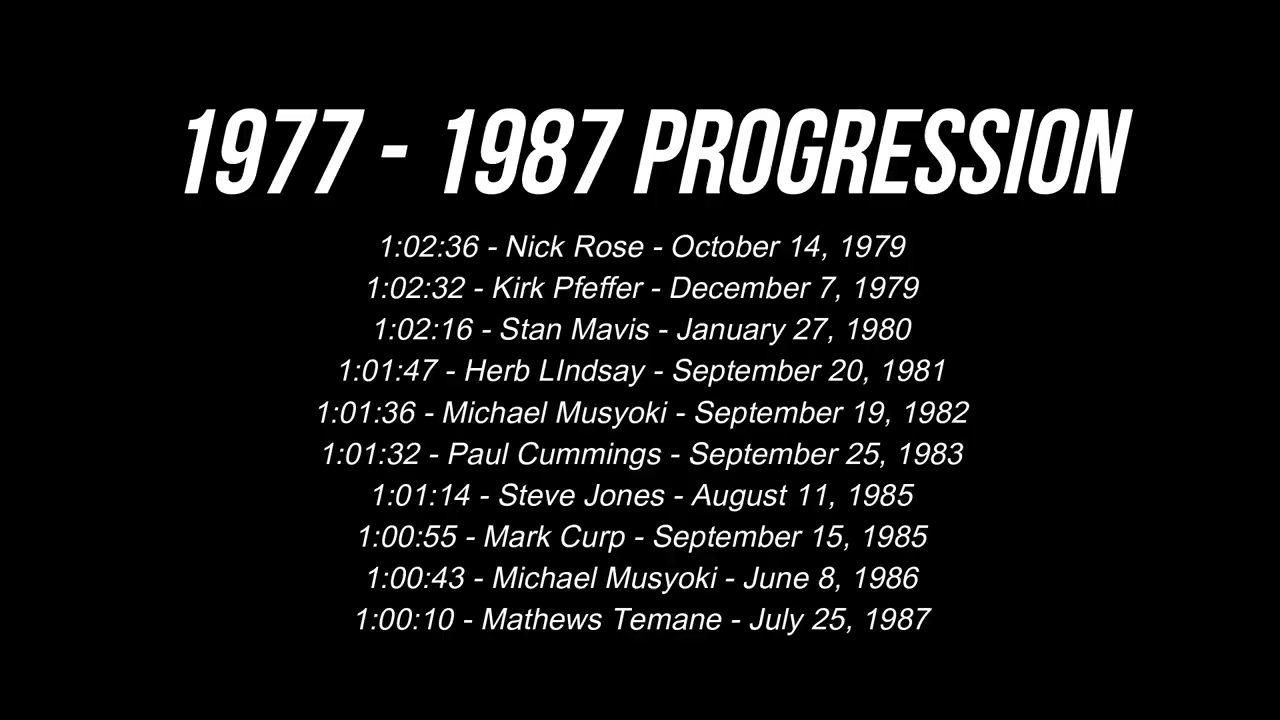 1977 - 1987 PROGRESSION
1:02:36 - Nick Rose - October 14, 1979
1:02:32 - Kirk Pfeffer - December 7, 1979
1:02:16 - Stan Mavis - January 27, 1980
1:01:47 - Herb LIndsay - September 20, 1981
1:01:36 - Michael Musyoki - September 19, 1982
1:01:32 - Paul Cummings - September 25, 1983
1:01:14 - Steve Jones - August 11, 1985
1:00:55 - Mark Curp - September 15, 1985
1:00:43 - Michael Musyoki - June 8, 1986
1:00:10 - Mathews Temane - July 25, 1987